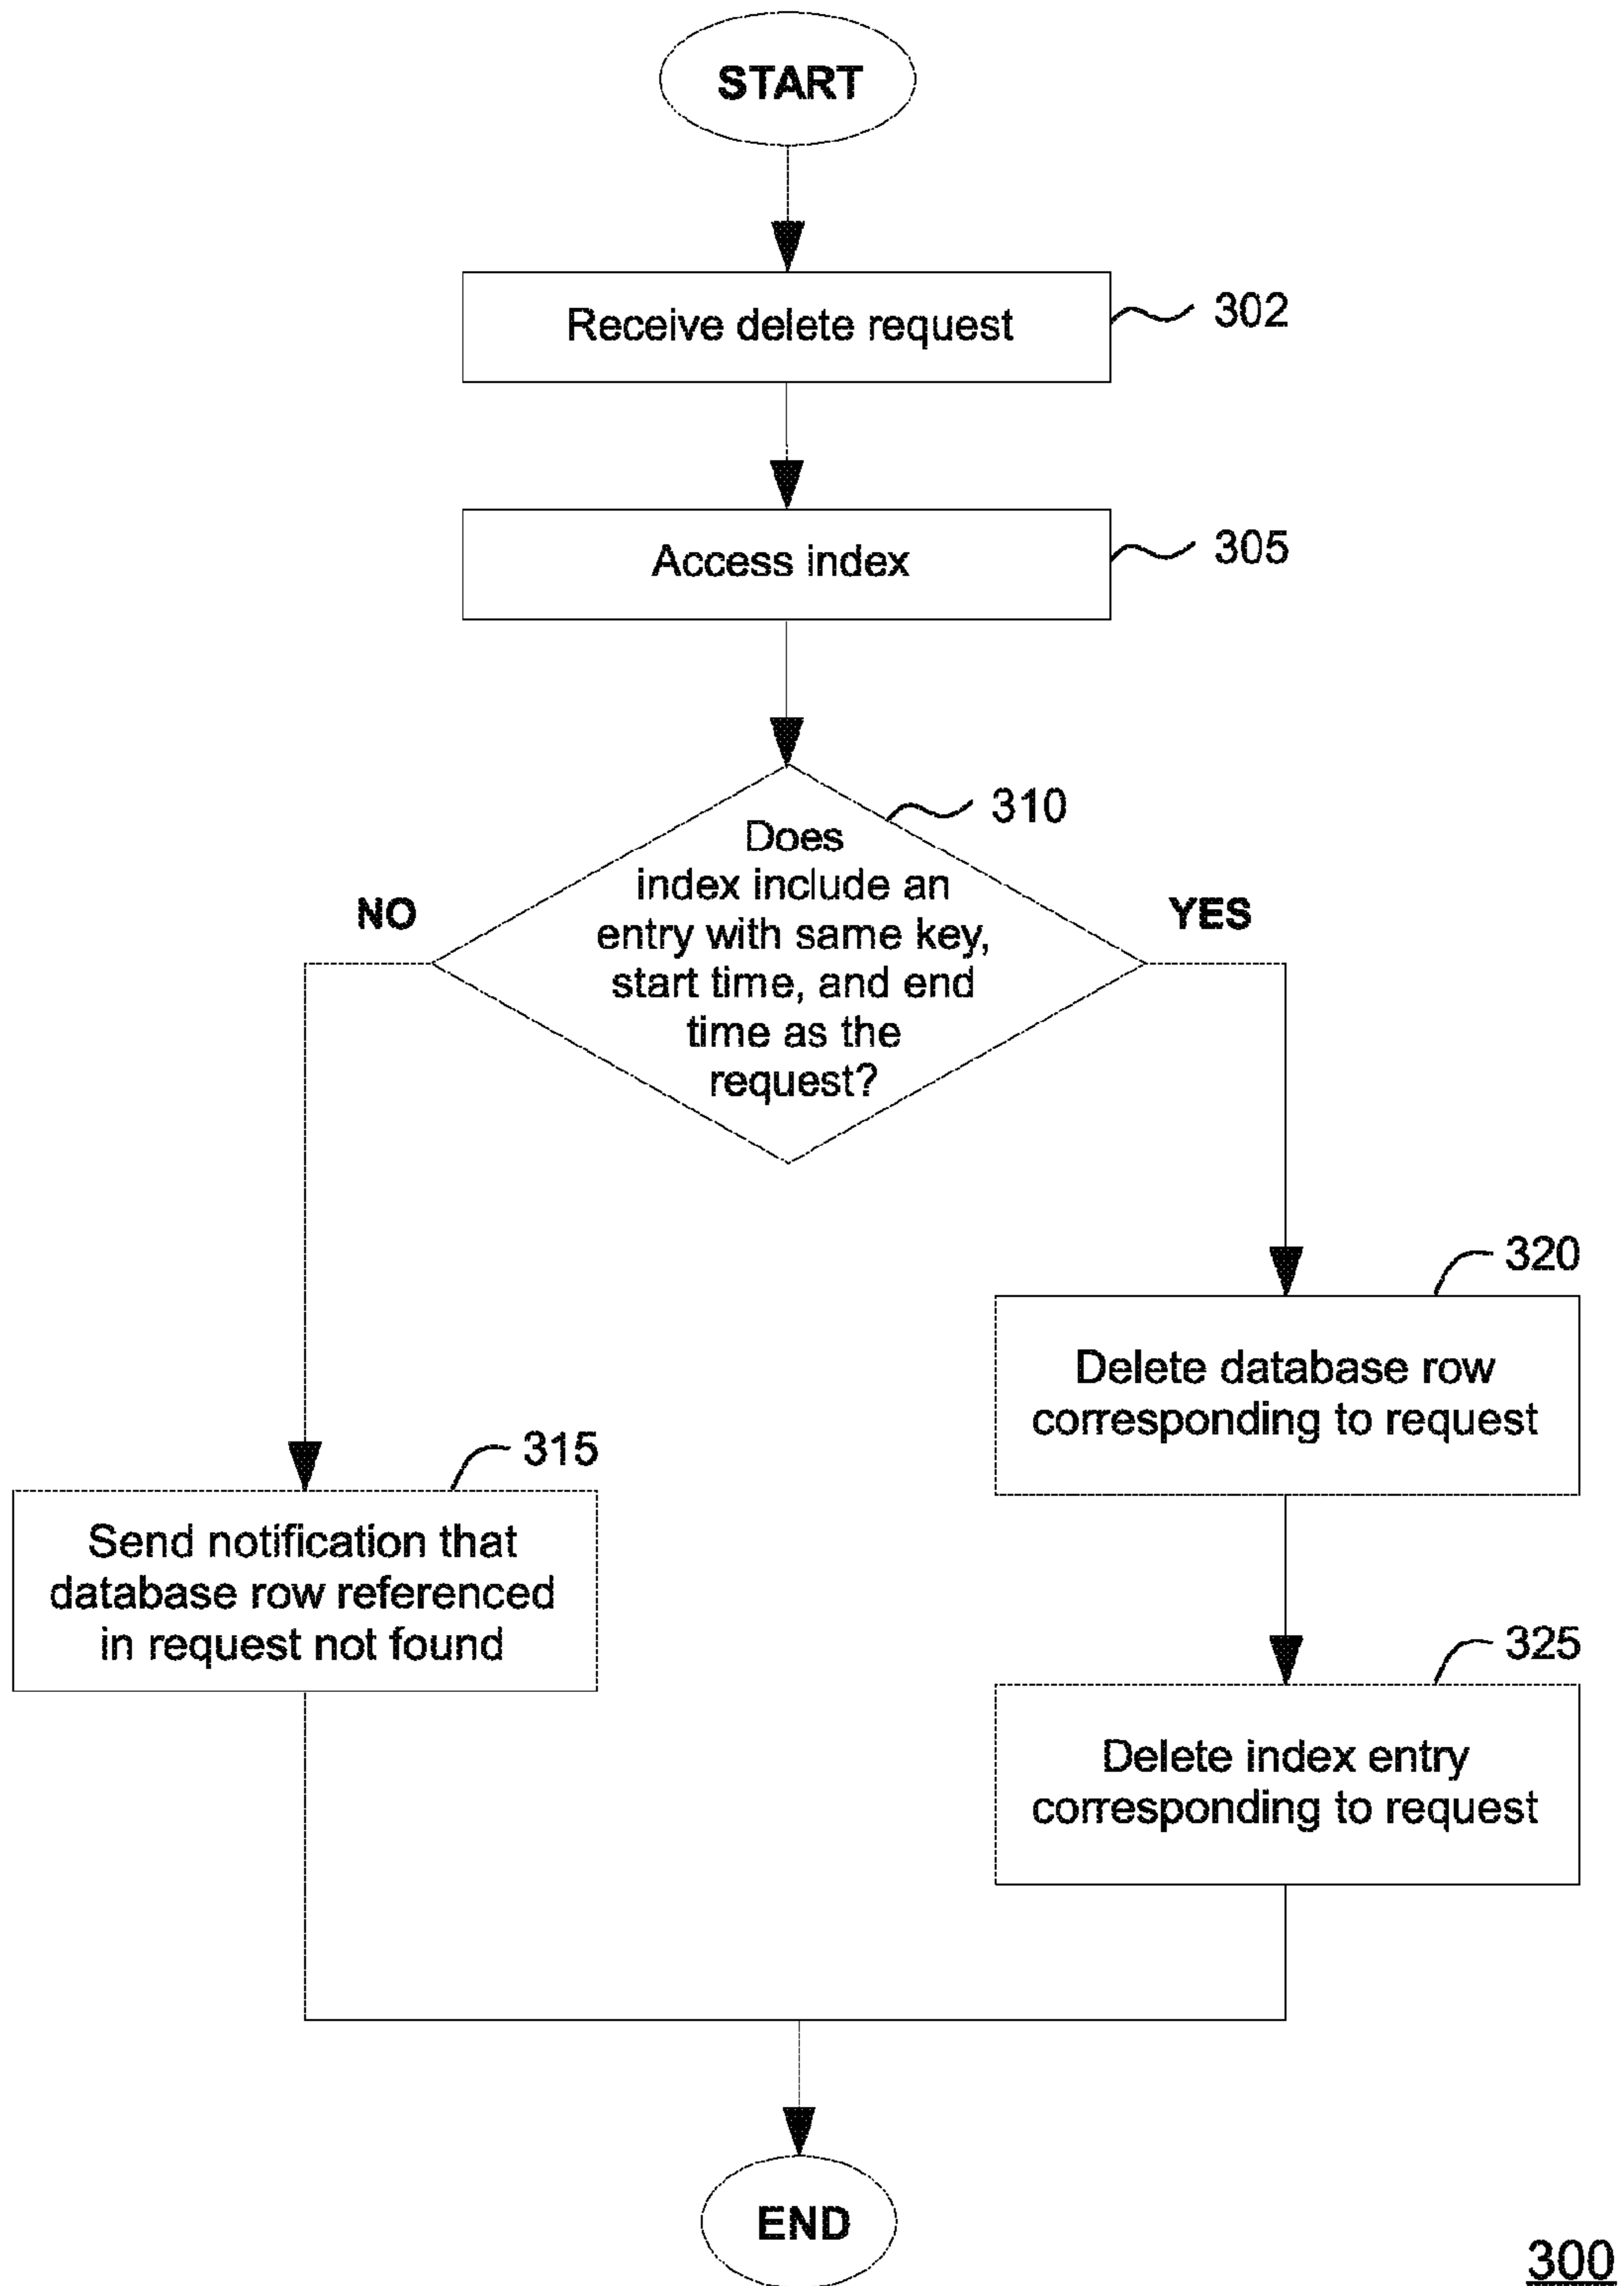 START
Receive delete request
302
Access index
305
310
Does
index include an
entry with same key,
start time, and end
time as the
request?
NO
YES
320
Delete database row
corresponding to request
315
Send notification that
database row referenced
in request not found
325
Delete index entry
corresponding to request
END
300